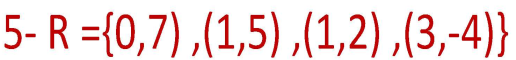 5- R ={0,7) ,(1,5) ,(1,2) ,(3,-4)}